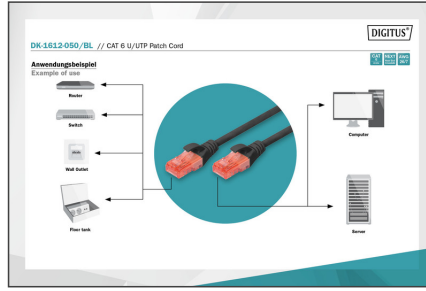 DIGITUS®
DK-1612-050/BL // CAT 6 U/UTP Patch Cord
Anwendungsbeispiel
Example of use
Router
Switch
Wall Outlet
Floor tank
Computer
Server